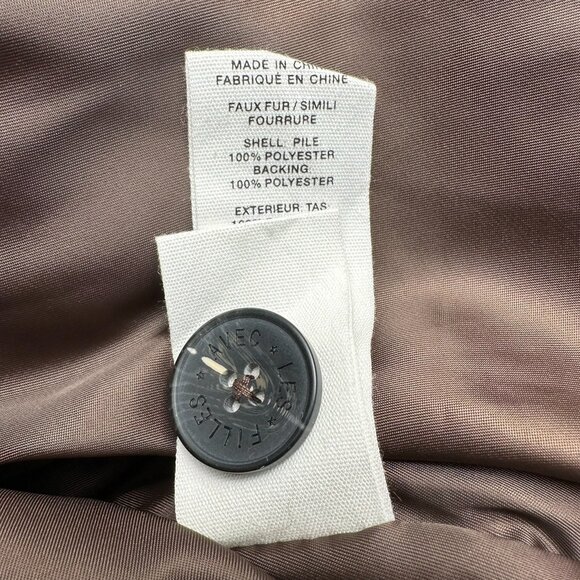 MADE IN
FABRIQUÉ EN CHINE
FAUX FUR / SIMILI
FOURRURE
SHELL: PILE
100% POLYESTER
BACKING
100% POLYESTER
EXTERIEUR: TAS
★ AVEC ★ LES ★ FILLES